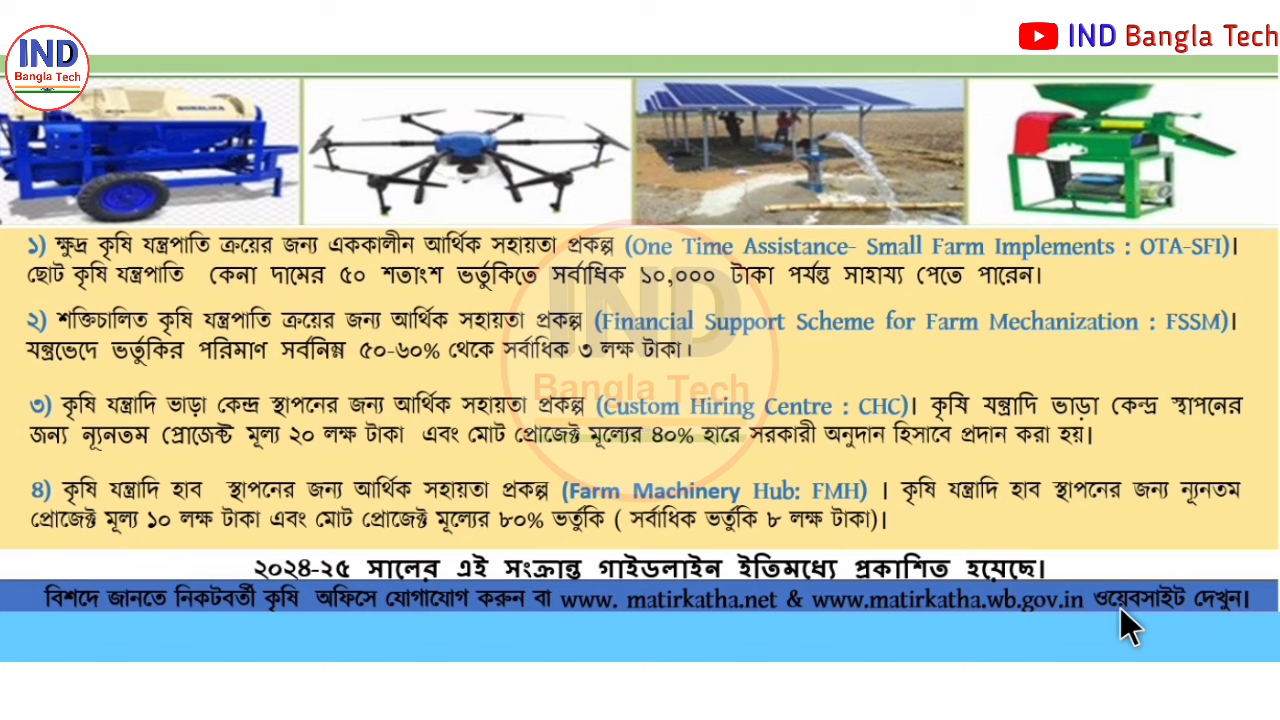 IND Bangla Tech
IND
Bangla Tech
১) ক্ষুদ্র কৃষি যন্ত্রপাতি ক্রয়ের জন্য এককালীন আর্থিক সহায়তা প্রকল্প (One Time Assistance- Small Farm Implements : OTA-SFI)।
ছোট কৃষি যন্ত্রপাতি কেনা দামের ৫০ শতাংশ ভর্তুকিতে সর্বাধিক ১০,০০০ টাকা পর্যন্ত সাহায্য পেতে পারেন।
২) শক্তিচালিত কৃষি যন্ত্রপাতি ক্রয়ের জন্য আর্থিক সহায়তা প্রকল্প (Financial Support Scheme for Farm Mechanization : FSSM)।
যন্ত্রভেদে ভর্তুকির পরিমাণ সর্বনিম্ন ৫০-৬০% থেকে সর্বাধিক ৩ লক্ষ টাকা।
IND
Bangla Tech
৩) কৃষি যন্ত্রাদি ভাড়া কেন্দ্র স্থাপনের জন্য আর্থিক সহায়তা প্রকল্প (Custom Hiring Centre : CHC)। কৃষি যন্ত্রাদি ভাড়া কেন্দ্র স্থাপনের
জন্য ন্যূনতম প্রোজেক্ট মূল্য ২০ লক্ষ টাকা এবং মোট প্রোজেক্ট মূল্যের ৪০% হারে সরকারী অনুদান হিসাবে প্রদান করা হয়।
৪) কৃষি যন্ত্রাদি হাব স্থাপনের জন্য আর্থিক সহায়তা প্রকল্প (Farm Machinery Hub: FMH) । কৃষি যন্ত্রাদি হাব স্থাপনের জন্য ন্যূনতম
প্রোজেক্ট মূল্য ১০ লক্ষ টাকা এবং মোট প্রোজেক্ট মূল্যের ৮০% ভর্তুকি ( সর্বাধিক ভর্তুকি ৮ লক্ষ টাকা)।
২০২৪-২৫ সালের এই সংক্রান্ত গাইডলাইন ইতিমধ্যে প্রকাশিত হয়েছে।
বিশদে জানতে নিকটবর্তী কৃষি অফিসে যোগাযোগ করুন বা www. matirkatha.net & www.matirkatha.wb.gov.in ওয়েবসাইট দেখুন।